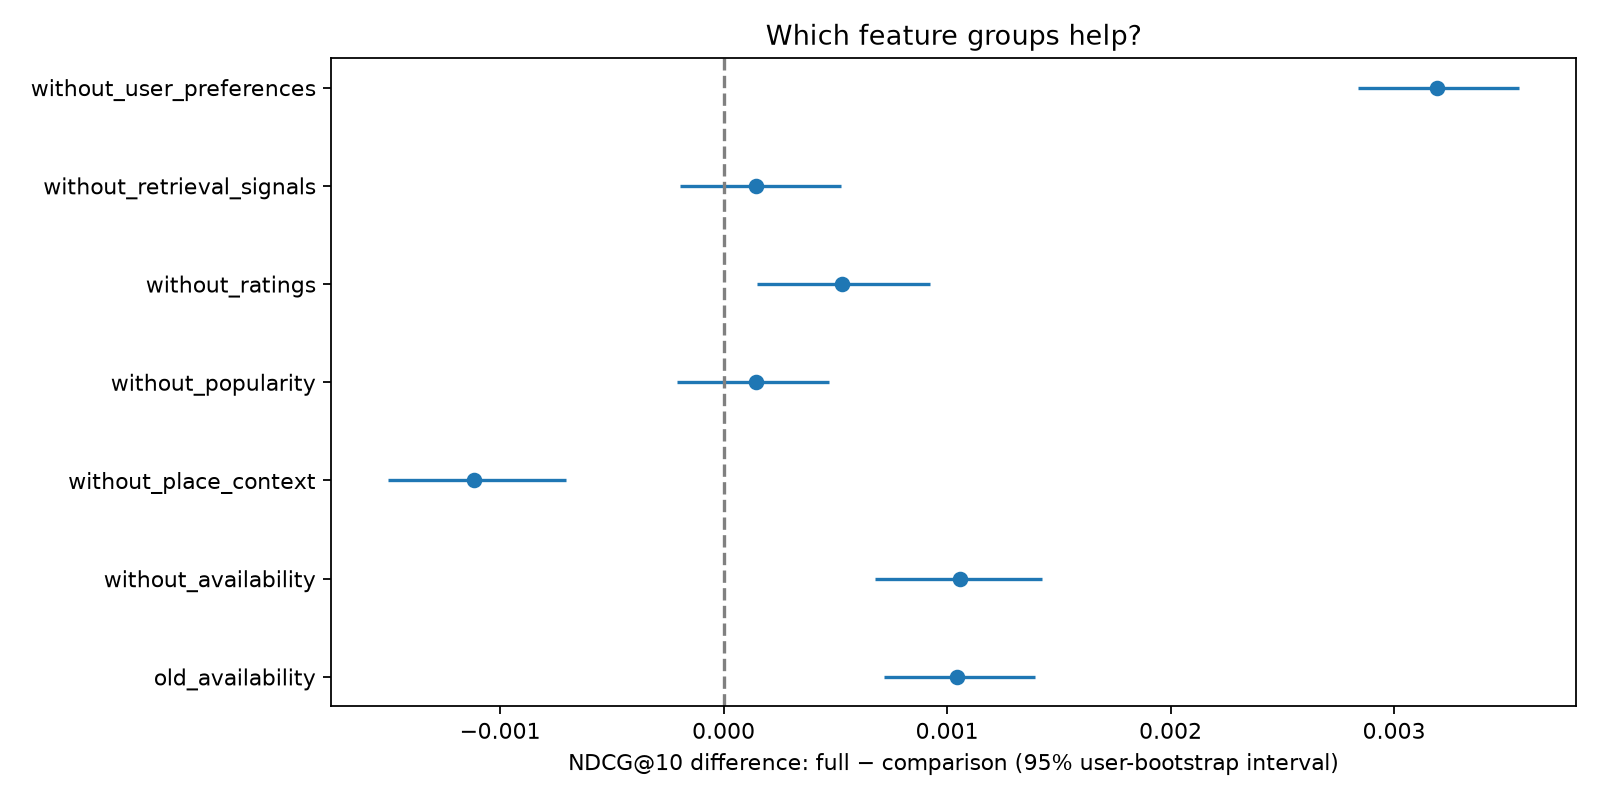 Which feature groups help?
without_user_preferences
without_retrieval_signals
without_ratings
without_popularity
without_place_context
without_availability
old_availability
−0.001 0.000 0.001 0.002 0.003
NDCG@10 difference: full − comparison (95% user-bootstrap interval)